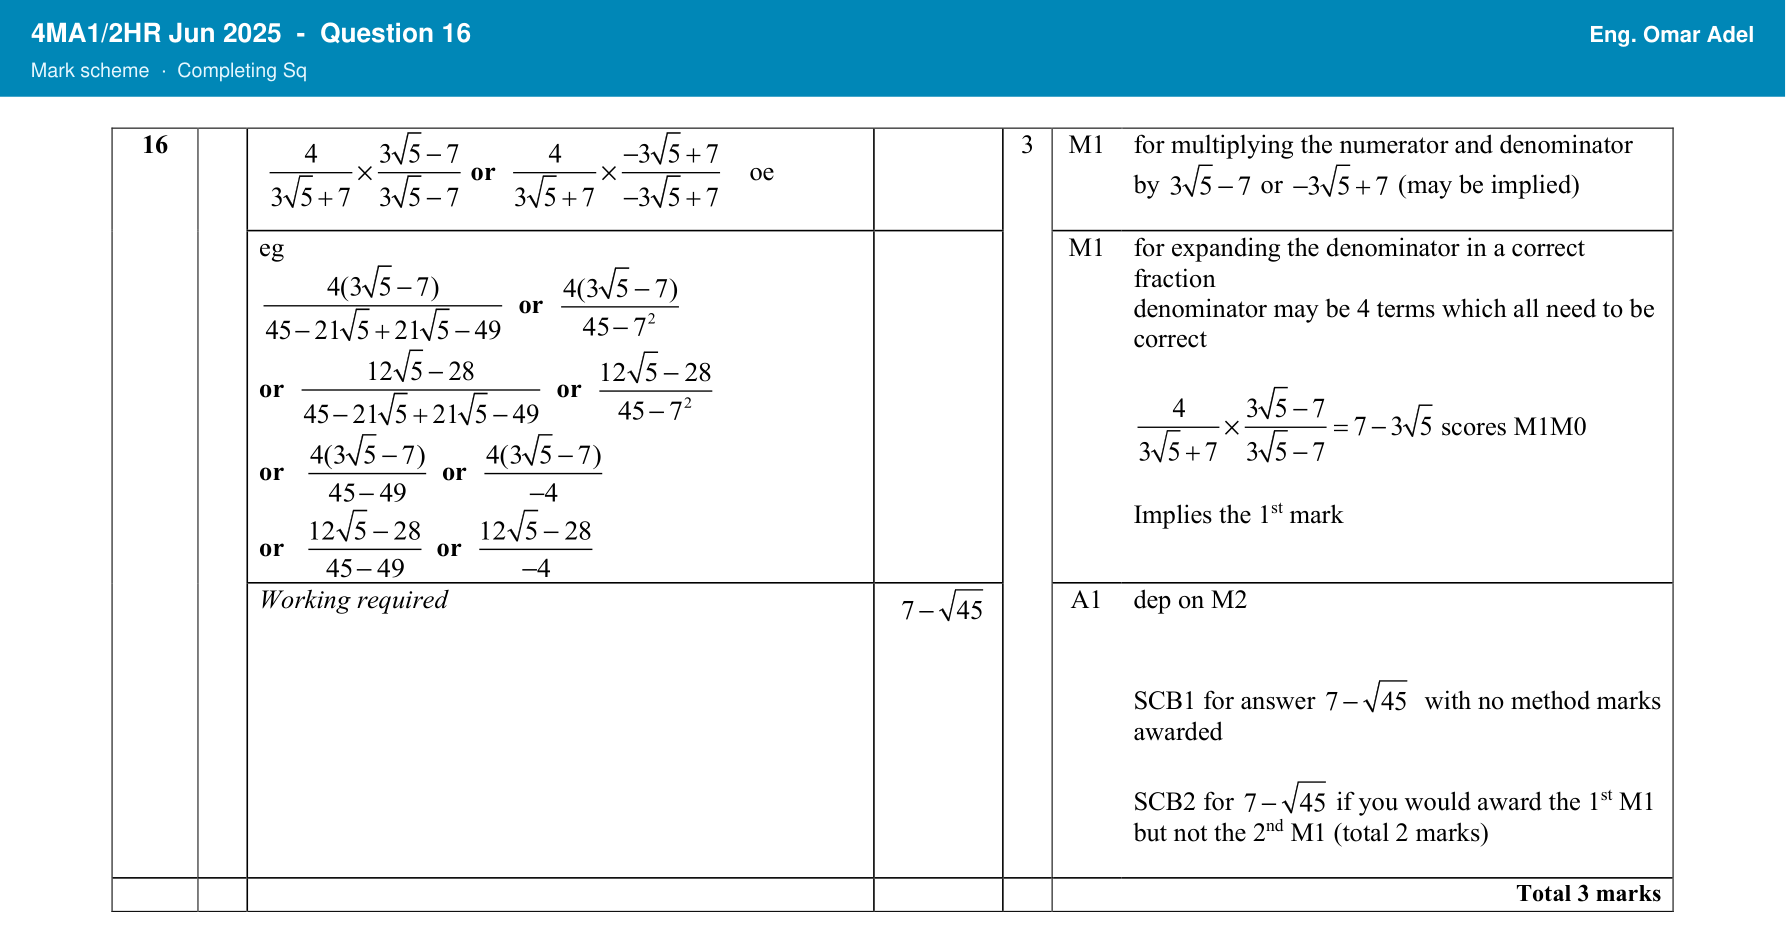 4MA1/2HR Jun 2025 - Question 16
Eng. Omar Adel
Mark scheme · Completing Sq
16
4/(3√5+7) × (3√5−7)/(3√5−7) or 4/(3√5+7) × (−3√5+7)/(−3√5+7) oe
3
M1 for multiplying the numerator and denominator
by 3√5−7 or −3√5+7 (may be implied)
eg
4(3√5−7)/(45−21√5+21√5−49) or 4(3√5−7)/(45−7²)
or (12√5−28)/(45−21√5+21√5−49) or (12√5−28)/(45−7²)
or 4(3√5−7)/(45−49) or 4(3√5−7)/(−4)
or (12√5−28)/(45−49) or (12√5−28)/(−4)
M1 for expanding the denominator in a correct
fraction
denominator may be 4 terms which all need to be
correct
4/(3√5+7) × (3√5−7)/(3√5−7) = 7−3√5 scores M1M0
Implies the 1st mark
Working required
7−√45
A1 dep on M2
SCB1 for answer 7−√45 with no method marks
awarded
SCB2 for 7−√45 if you would award the 1st M1
but not the 2nd M1 (total 2 marks)
Total 3 marks